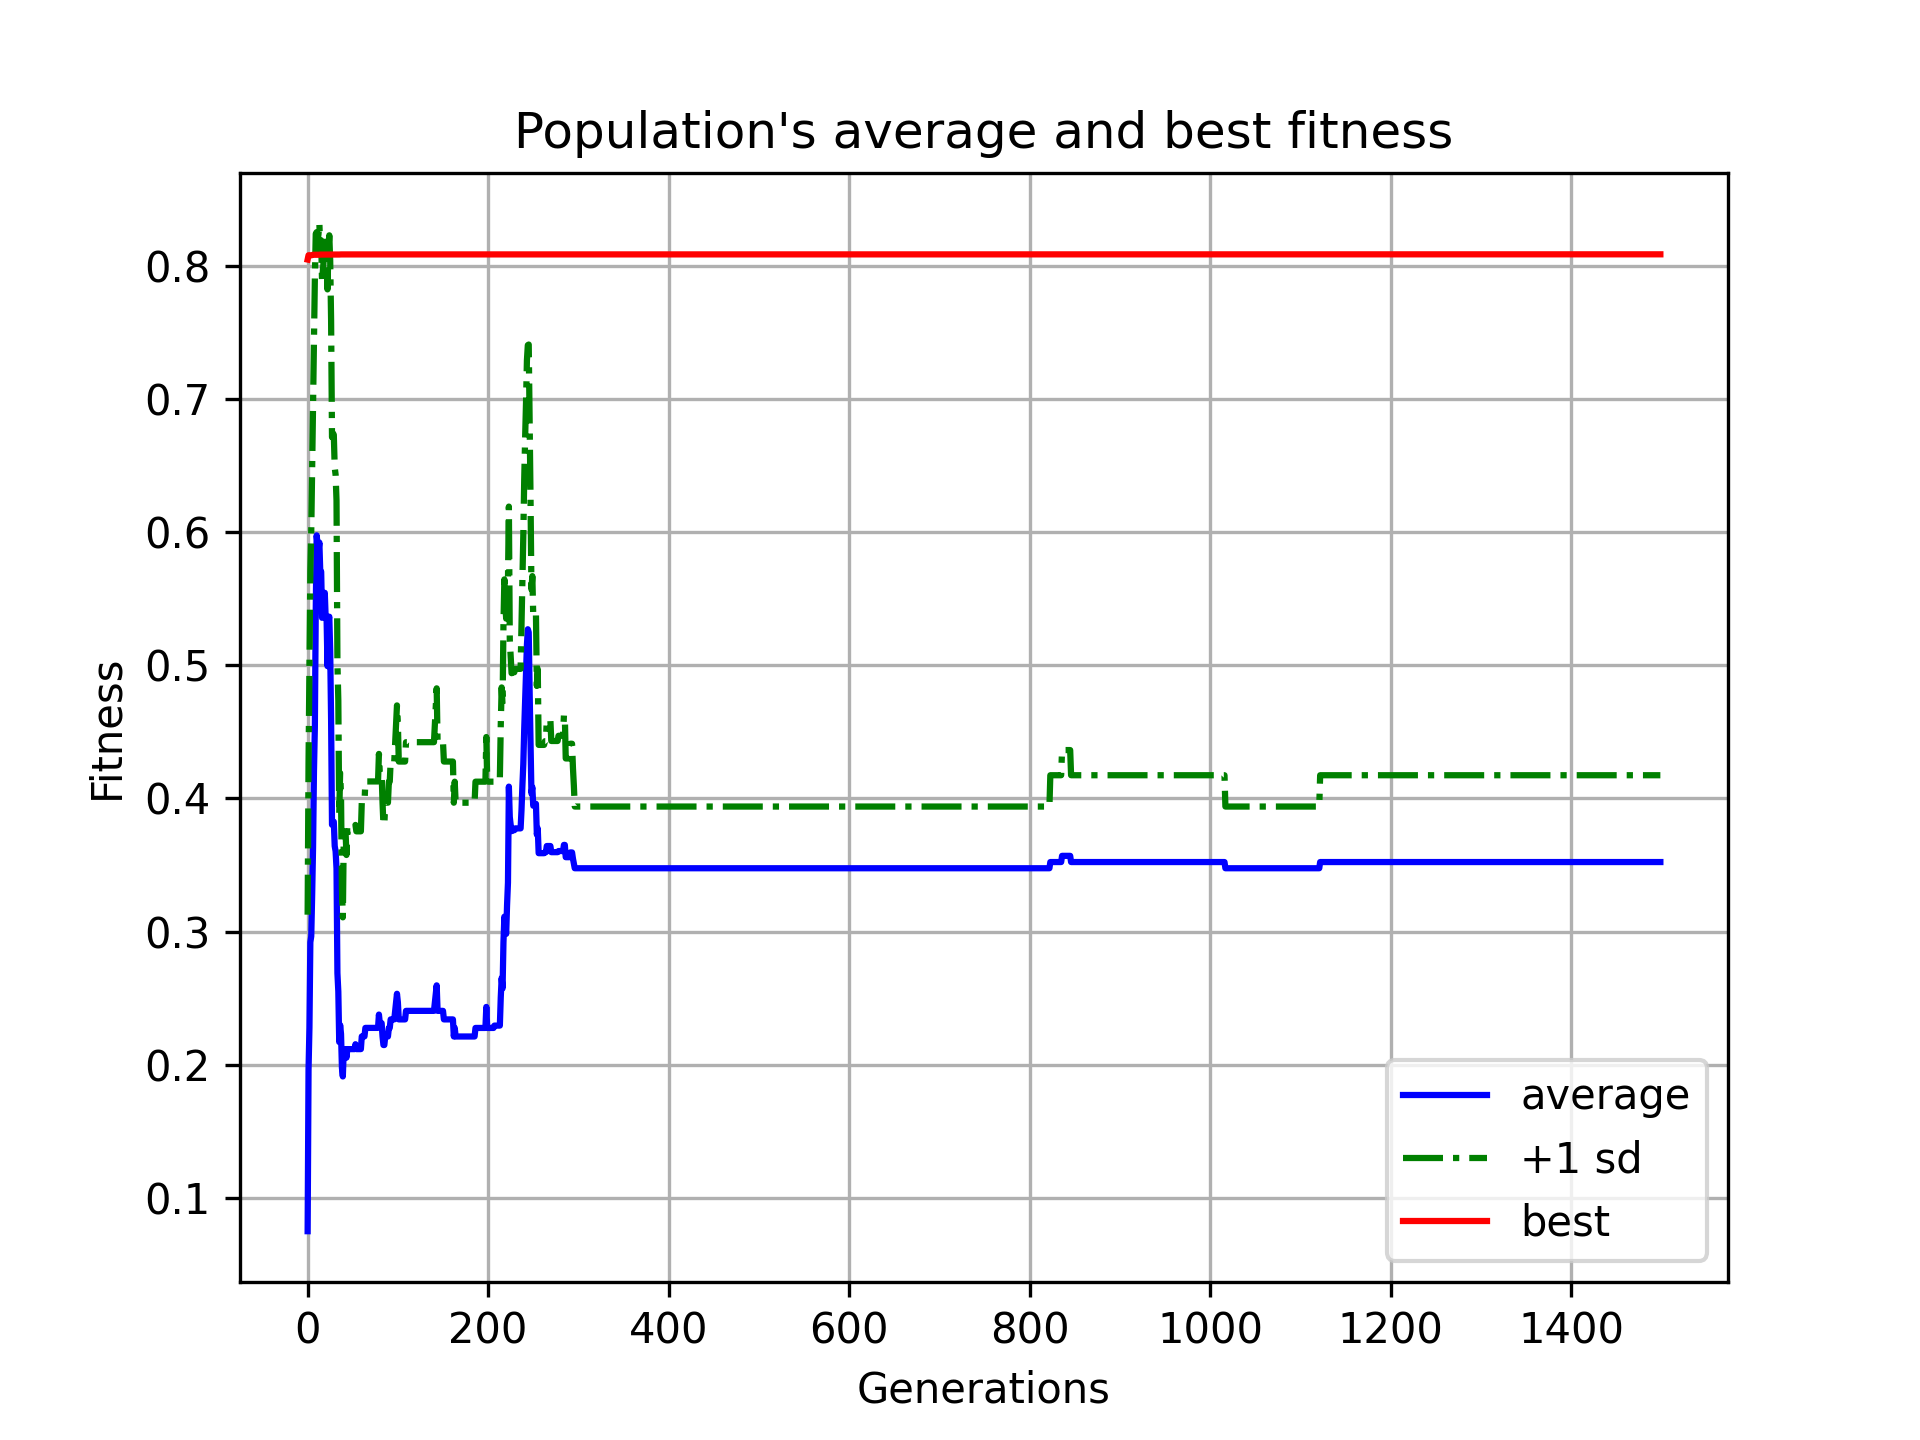 Population's average and best fitness
Fitness
0.8
0.7
0.6
0.5
0.4
0.3
0.2
0.1
0 200 400 600 800 1000 1200 1400
Generations
average
+1 sd
best